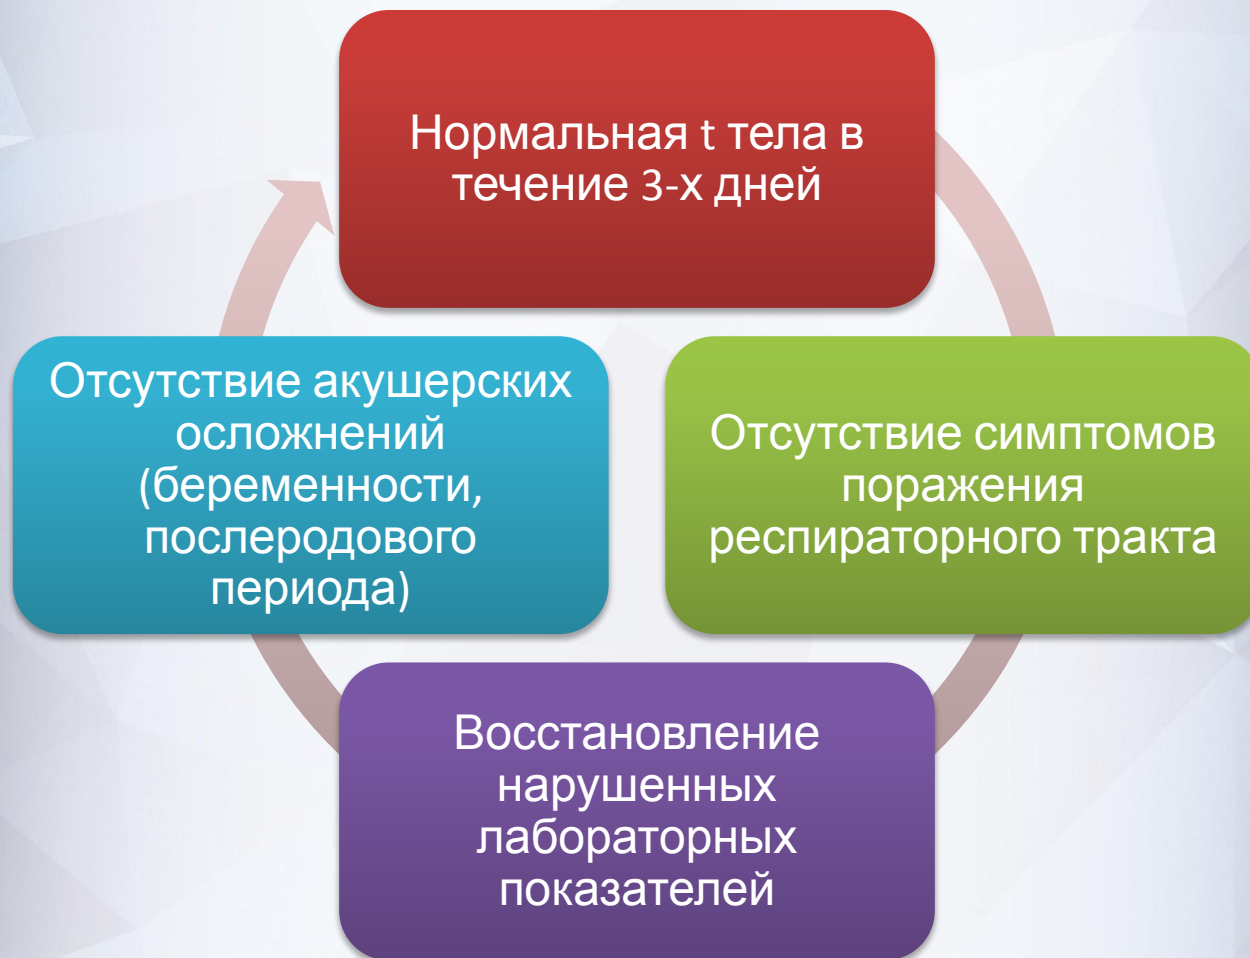 Нормальная t тела в
течение 3-х дней
Отсутствие симптомов
поражения
респираторного тракта
Восстановление
нарушенных
лабораторных
показателей
Отсутствие акушерских
осложнений
(беременности,
послеродового
периода)